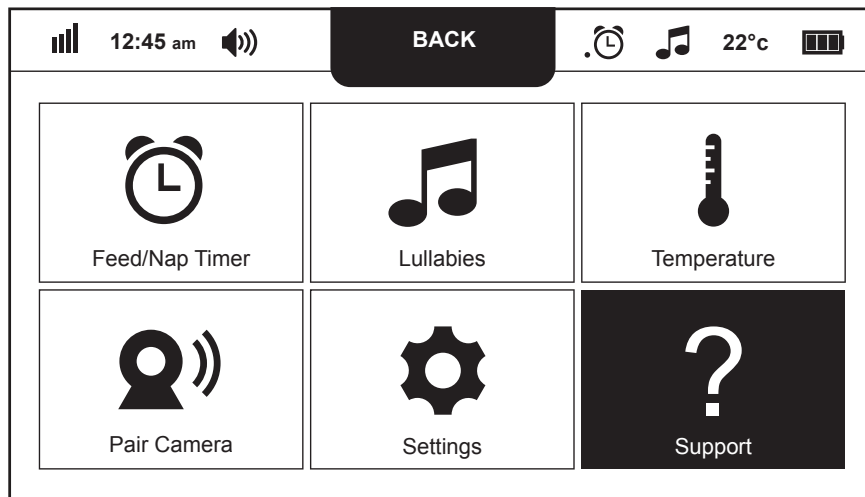 12:45 am BACK 22°c
Feed/Nap Timer Lullabies Temperature
Pair Camera Settings Support